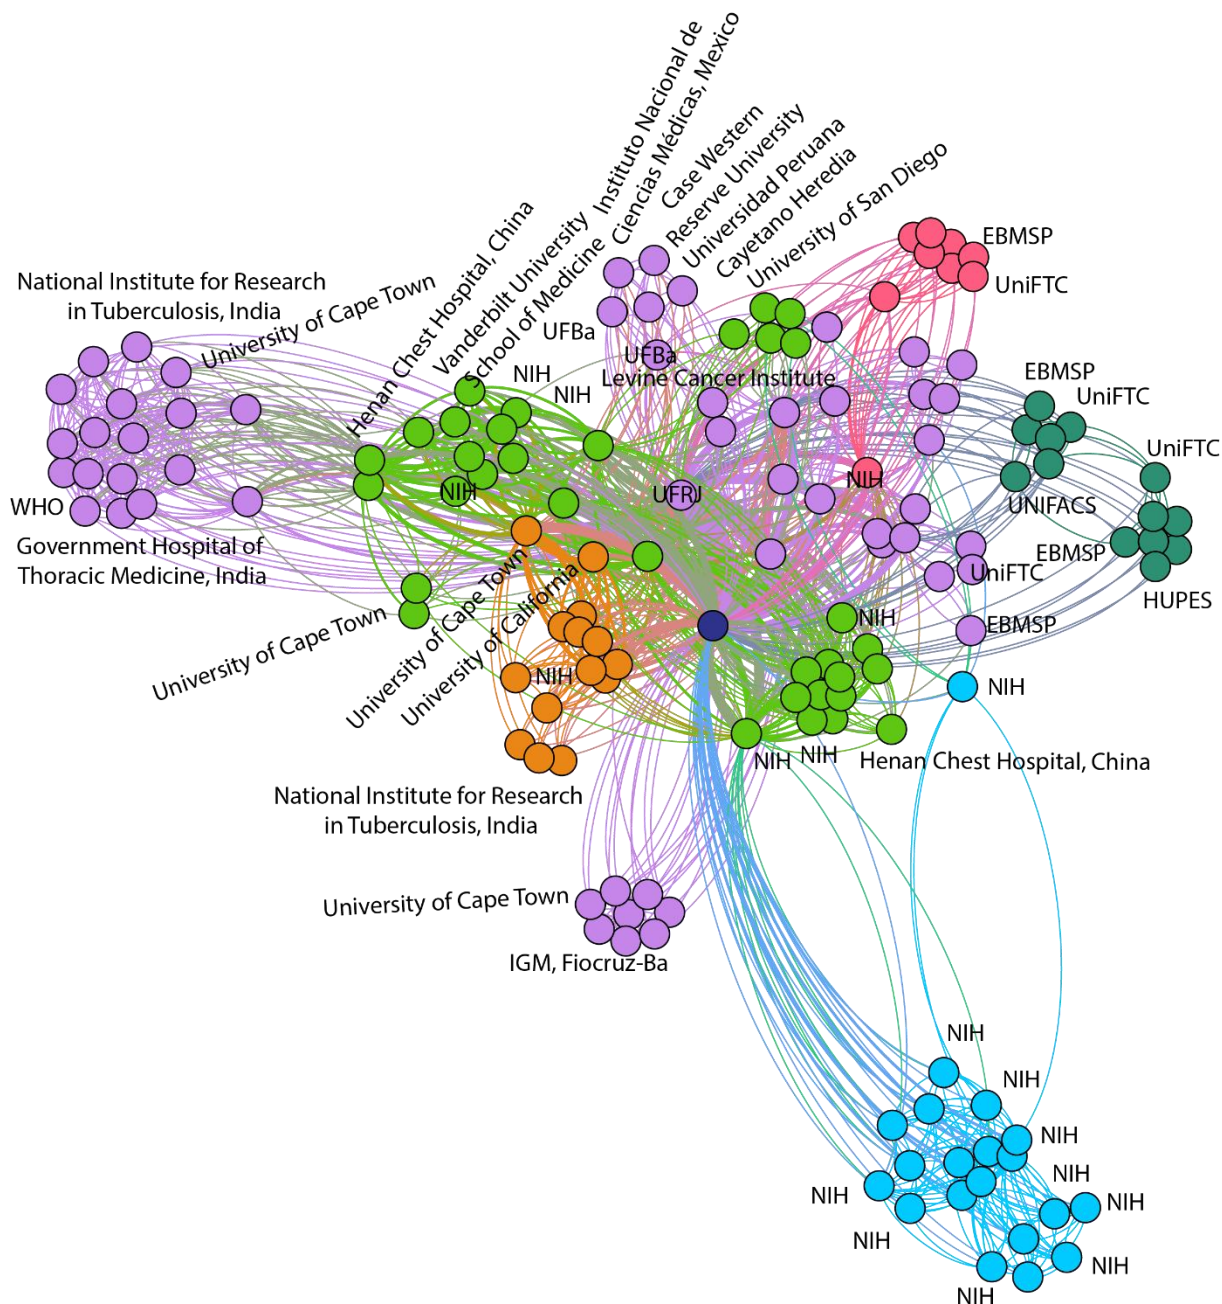 Instituto Nacional de
Ciencias Médicas, Mexico
Case Western
Reserve University
Universidad Peruana
Cayetano Heredia
University of San Diego
Henan Chest Hospital, China
Vanderbilt University
School of Medicine
EBMSP
UniFTC
National Institute for Research
in Tuberculosis, India
University of Cape Town
UFBa
UFBa
Levine Cancer Institute
NIH
NIH
EBMSP
UniFTC
UniFTC
NIH
UFRJ
NIH
WHO
UNIFACS
Government Hospital of
Thoracic Medicine, India
EBMSP
UniFTC
HUPES
University of Cape Town
University of Cape Town
University of California
NIH
EBMSP
NIH
NIH
NIH
NIH
Henan Chest Hospital, China
National Institute for Research
in Tuberculosis, India
University of Cape Town
IGM, Fiocruz-Ba
NIH
NIH
NIH
NIH
NIH
NIH
NIH
NIH
NIH